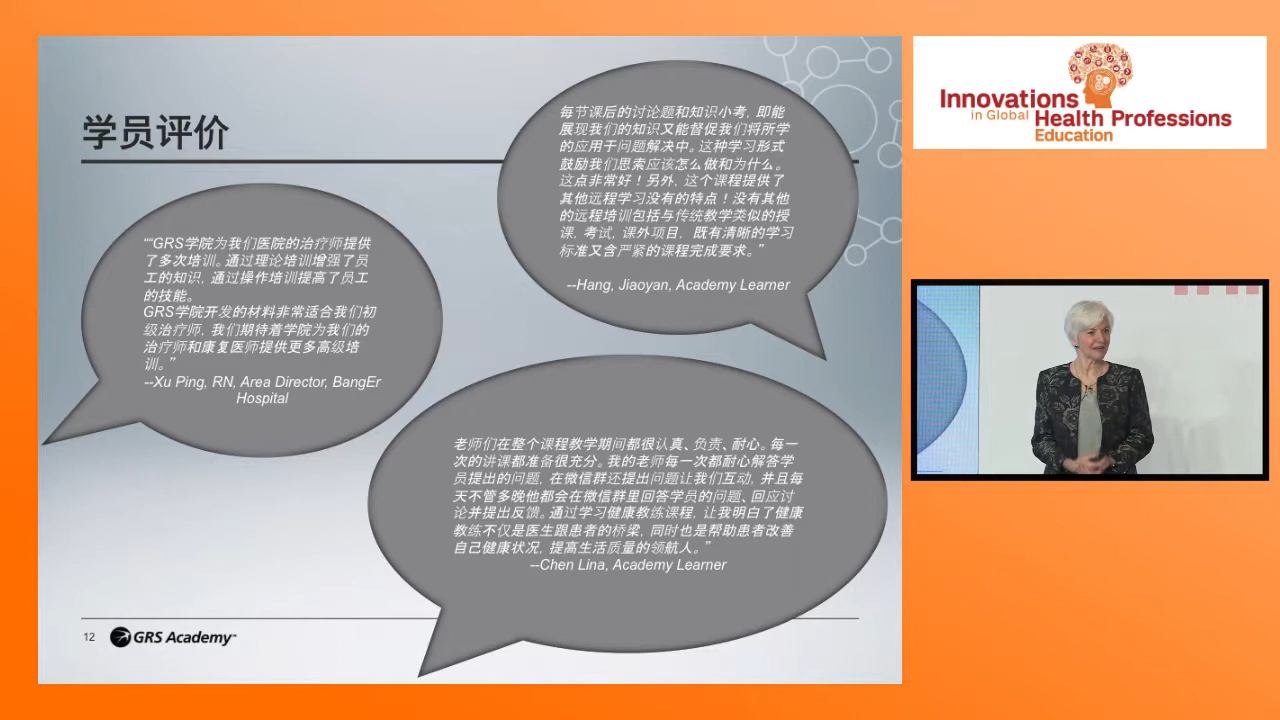 学员评价
““GRS学院为我们医院的治疗师提供
了多次培训。通过理论培训增强了员
工的知识，通过操作培训提高了员工
的技能。
GRS学院开发的材料非常适合我们初
级治疗师，我们期待着学院为我们的
治疗师和康复医师提供更多高级培
训。”
--Xu Ping, RN, Area Director, BangEr
Hospital
每节课后的讨论题和知识小考，即能
展现我们的知识又能督促我们将所学
的应用于问题解决中。这种学习形式
鼓励我们思索应该怎么做和为什么。
这点非常好！另外，这个课程提供了
其他远程学习没有的特点！没有其他
的远程培训包括与传统教学类似的授
课，考试，课外项目，既有清晰的学习
标准又含严紧的课程完成要求。”
--Hang, Jiaoyan, Academy Learner
老师们在整个课程教学期间都很认真、负责、耐心。每一
次的讲课都准备很充分。我的老师每一次都耐心解答学
员提出的问题，在微信群还提出问题让我们互动，并且每
天不管多晚他都会在微信群里回答学员的问题、回应讨
论并提出反馈。通过学习健康教练课程，让我明白了健康
教练不仅是医生跟患者的桥梁，同时也是帮助患者改善
自己健康状况，提高生活质量的领航人。”
--Chen Lina, Academy Learner
12
GRS Academy™
Innovations
in Global Health Professions
Education